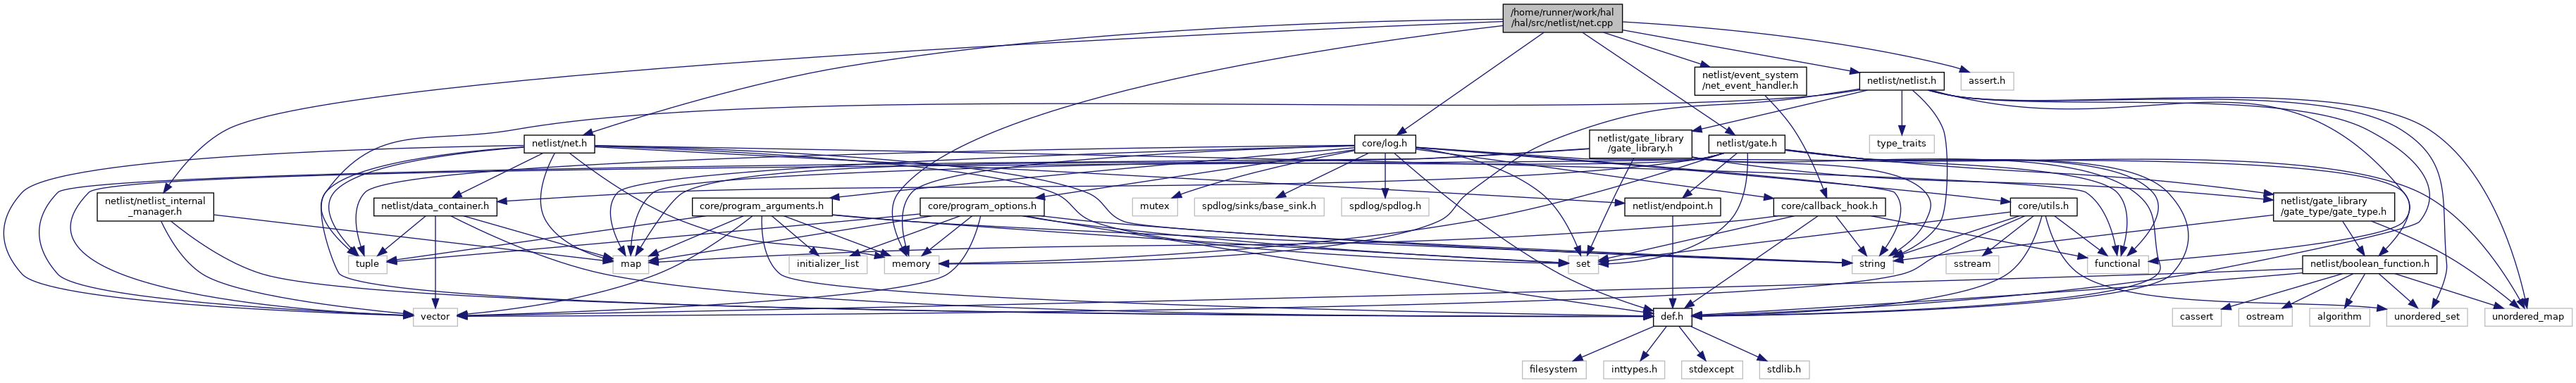 /home/runner/work/hal
/hal/src/netlist/net.cpp
netlist/event_system
/net_event_handler.h
netlist/netlist.h
assert.h
netlist/net.h
core/log.h
netlist/gate_library
/gate_library.h
netlist/gate.h
type_traits
netlist/netlist_internal
_manager.h
netlist/data_container.h
core/program_arguments.h
core/program_options.h
mutex
spdlog/sinks/base_sink.h
spdlog/spdlog.h
netlist/endpoint.h
core/callback_hook.h
core/utils.h
netlist/gate_library
/gate_type/gate_type.h
tuple
map
initializer_list
memory
set
string
sstream
functional
netlist/boolean_function.h
vector
def.h
cassert
ostream
algorithm
unordered_set
unordered_map
filesystem
inttypes.h
stdexcept
stdlib.h